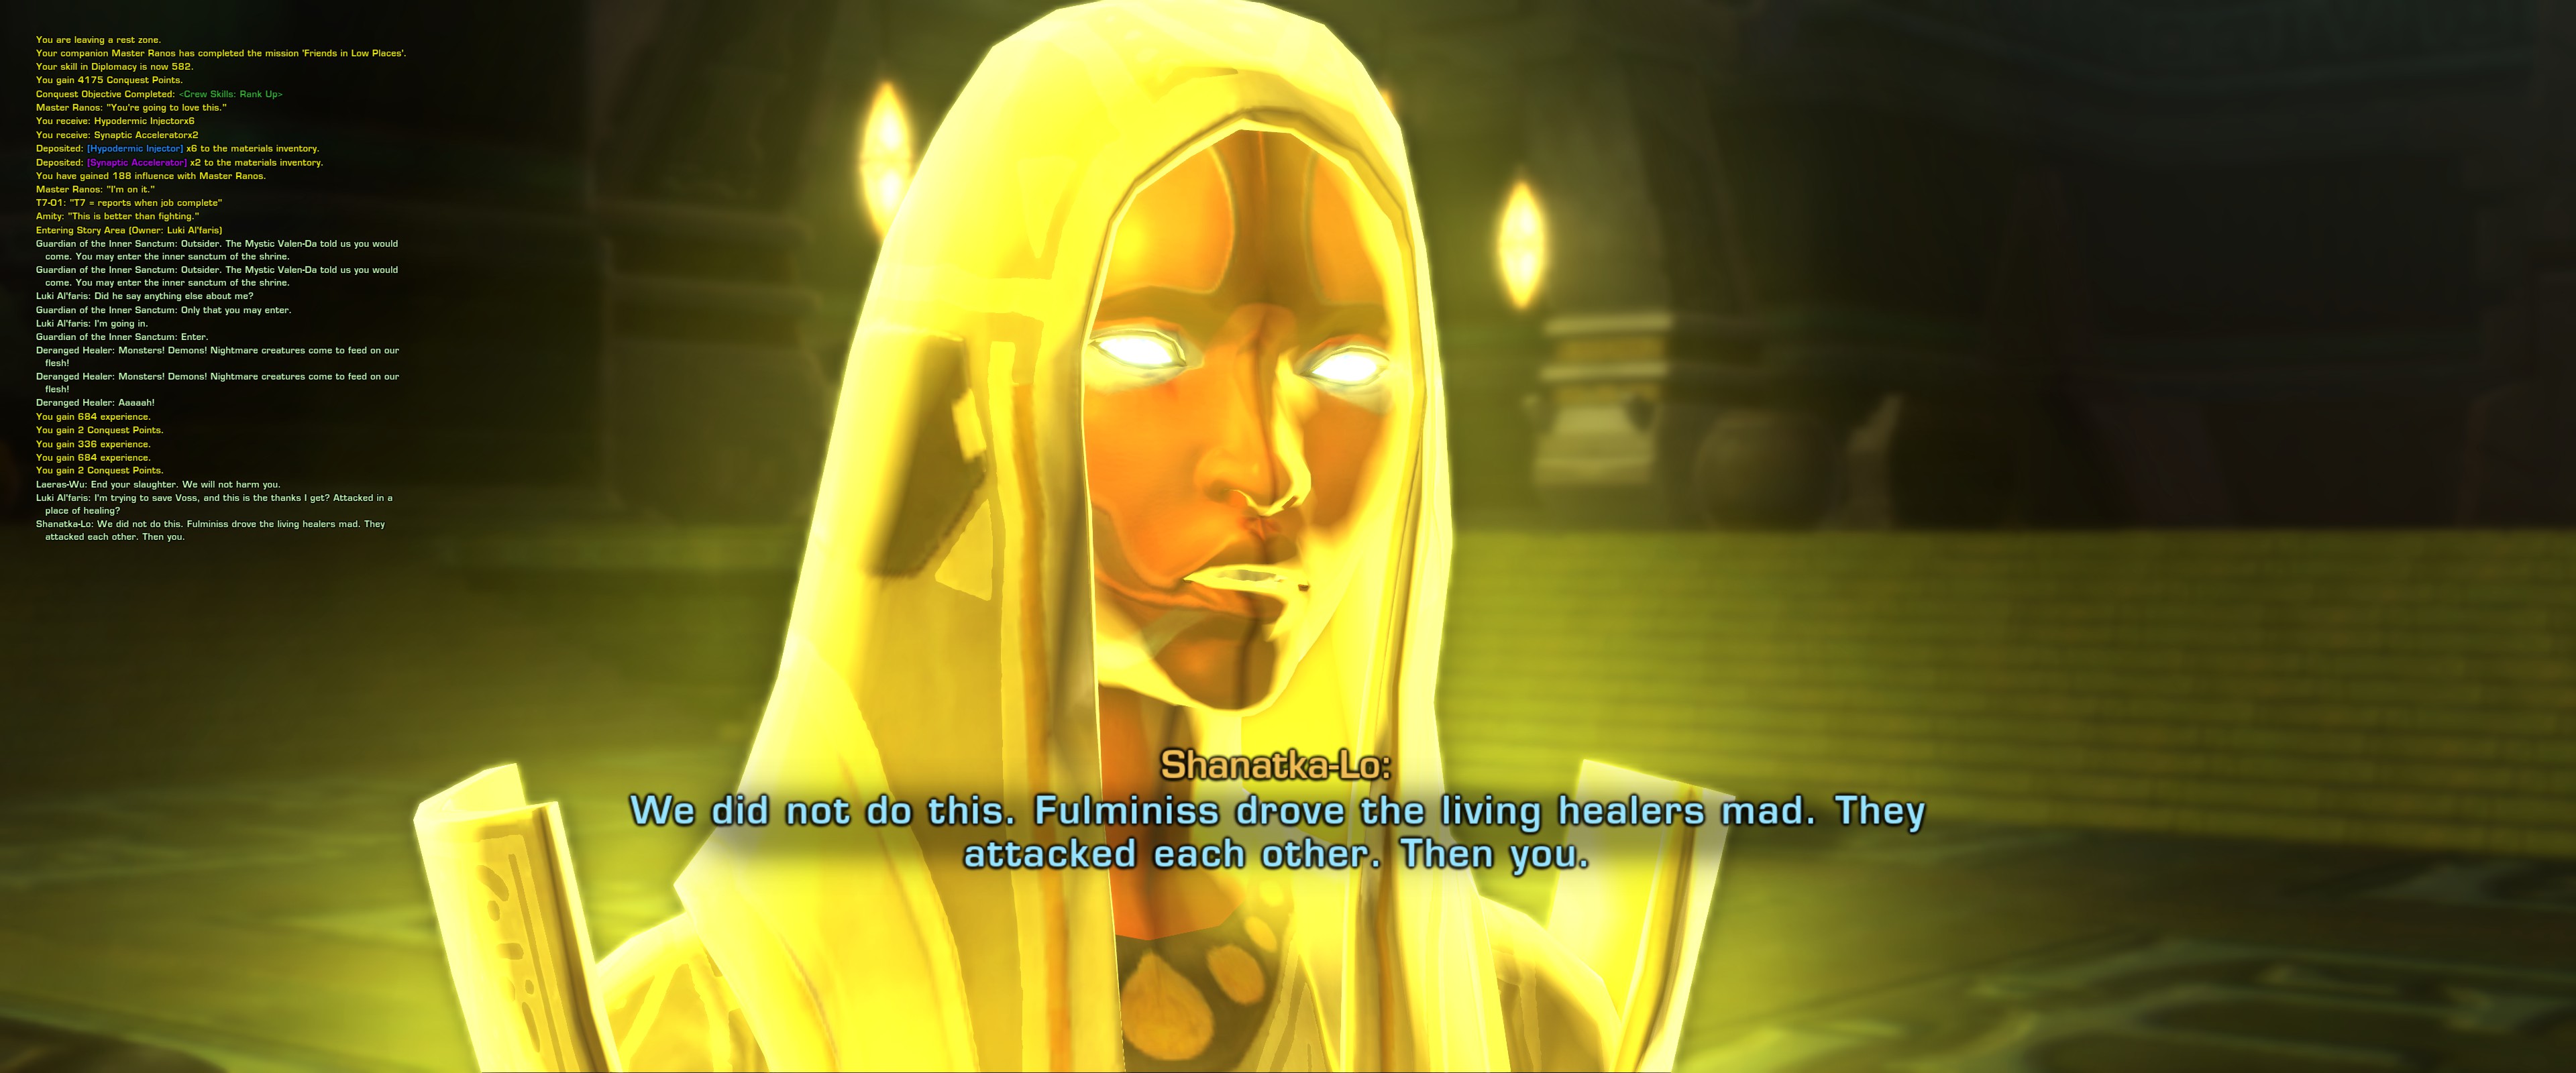 You are leaving a rest zone.
Your companion Master Ranos has completed the mission 'Friends in Low Places'.
Your skill in Diplomacy is now 582.
You gain 4175 Conquest Points.
Conquest Objective Completed: <Crew Skills: Rank Up>
Master Ranos: "You're going to love this."
You receive: Hypodermic Injectorx6
You receive: Synaptic Acceleratorx2
Deposited: [Hypodermic Injector] x6 to the materials inventory.
Deposited: [Synaptic Accelerator] x2 to the materials inventory.
You have gained 188 influence with Master Ranos.
Master Ranos: "I'm on it."
T7-O1: "T7 = reports when job complete"
Amity: "This is better than fighting."
Entering Story Area (Owner: Luki Al'faris)
Guardian of the Inner Sanctum: Outsider. The Mystic Valen-Da told us you would
come. You may enter the inner sanctum of the shrine.
Guardian of the Inner Sanctum: Outsider. The Mystic Valen-Da told us you would
come. You may enter the inner sanctum of the shrine.
Luki Al'faris: Did he say anything else about me?
Guardian of the Inner Sanctum: Only that you may enter.
Luki Al'faris: I'm going in.
Guardian of the Inner Sanctum: Enter.
Deranged Healer: Monsters! Demons! Nightmare creatures come to feed on our
flesh!
Deranged Healer: Monsters! Demons! Nightmare creatures come to feed on our
flesh!
Deranged Healer: Aaaaah!
You gain 684 experience.
You gain 2 Conquest Points.
You gain 336 experience.
You gain 684 experience.
You gain 2 Conquest Points.
Laeras-Wu: End your slaughter. We will not harm you.
Luki Al'faris: I'm trying to save Voss, and this is the thanks I get? Attacked in a
place of healing?
Shanatka-Lo: We did not do this. Fulminiss drove the living healers mad. They
attacked each other. Then you.
Shanatka-Lo:
We did not do this. Fulminiss drove the living healers mad. They
attacked each other. Then you.